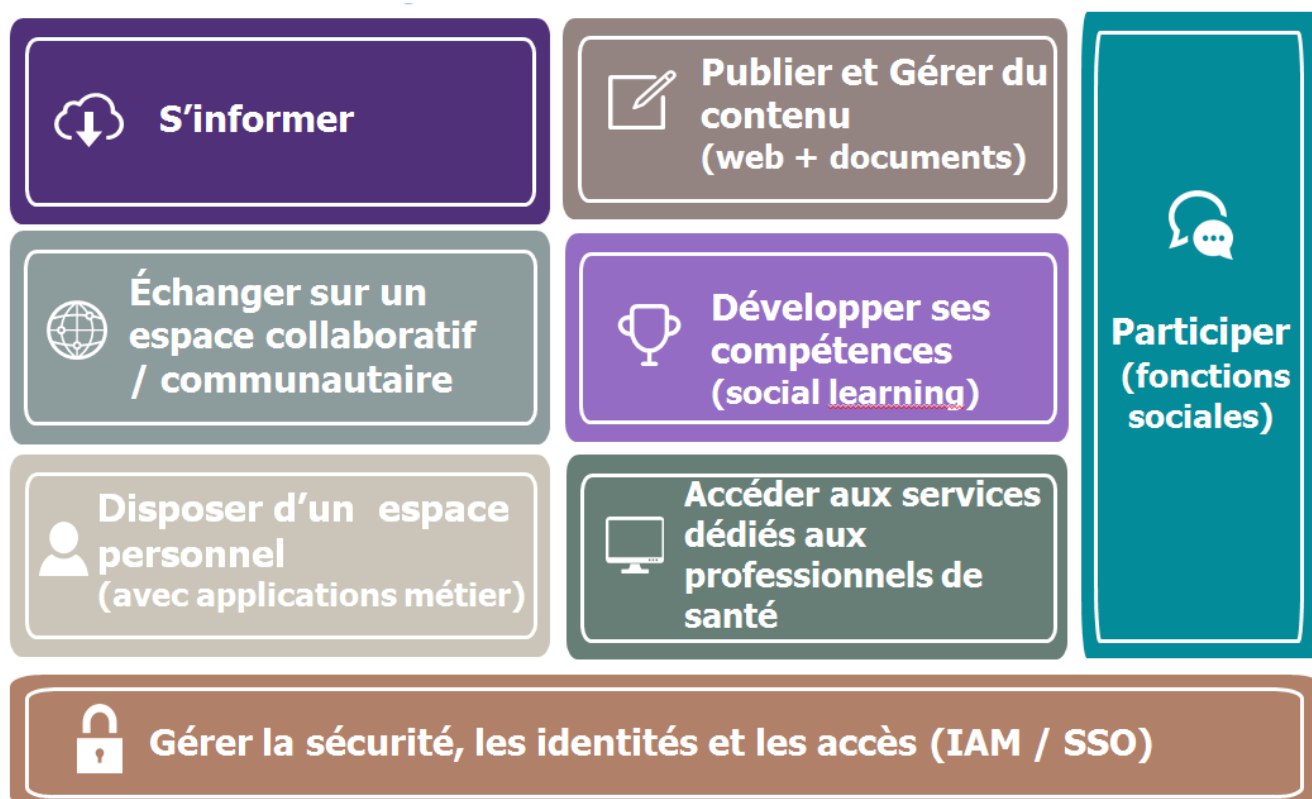 S'informer
Publier et Gérer du
contenu
(web + documents)
Échanger sur un
espace collaboratif
/ communautaire
Développer ses
compétences
(social learning)
Disposer d’un  espace
personnel
(avec applications métier)
Accéder aux services
dédiés aux
professionnels de
santé
Participer
(fonctions
sociales)
Gérer la sécurité, les identités et les accès (IAM / SSO)